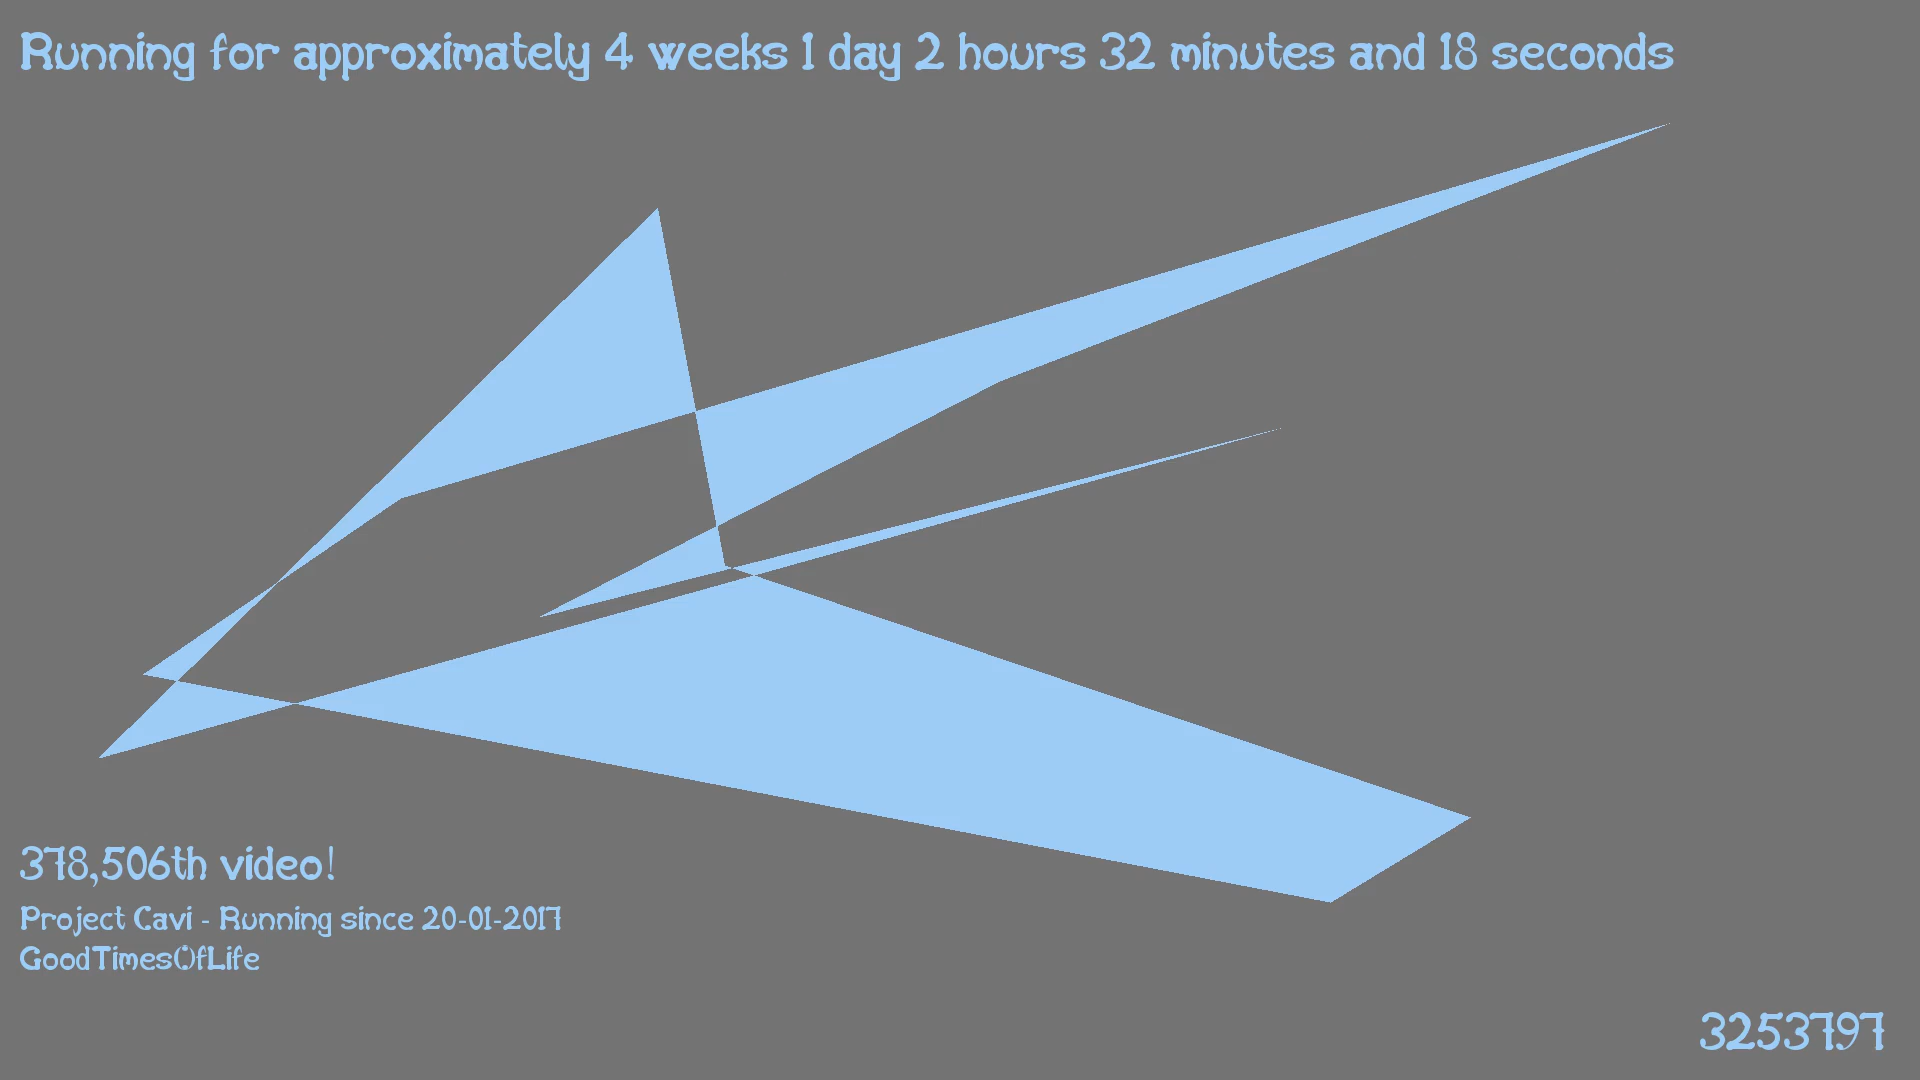 Running for approximately 4 weeks 1 day 2 hours 32 minutes and 18 seconds
378,506th video!
Project Cavi - Running since 20-01-2017
GoodTimesOfLife
3253797